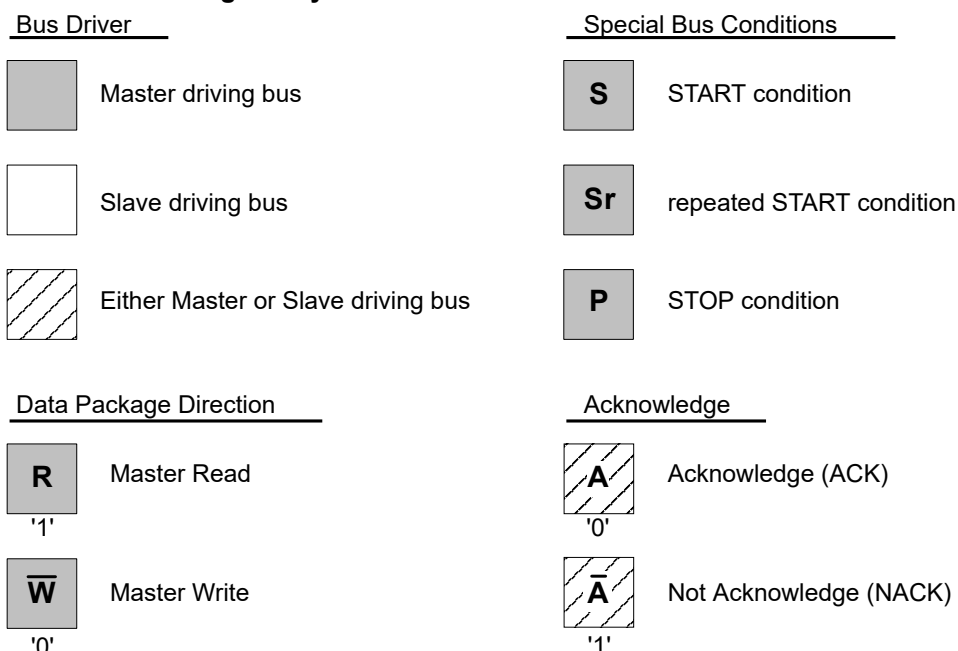 Bus Driver
Master driving bus
Slave driving bus
Either Master or Slave driving bus
Special Bus Conditions
S START condition
Sr repeated START condition
P STOP condition
Data Package Direction
R Master Read
'1'
W̅ Master Write
'0'
Acknowledge
A Acknowledge (ACK)
'0'
A̅ Not Acknowledge (NACK)
'1'